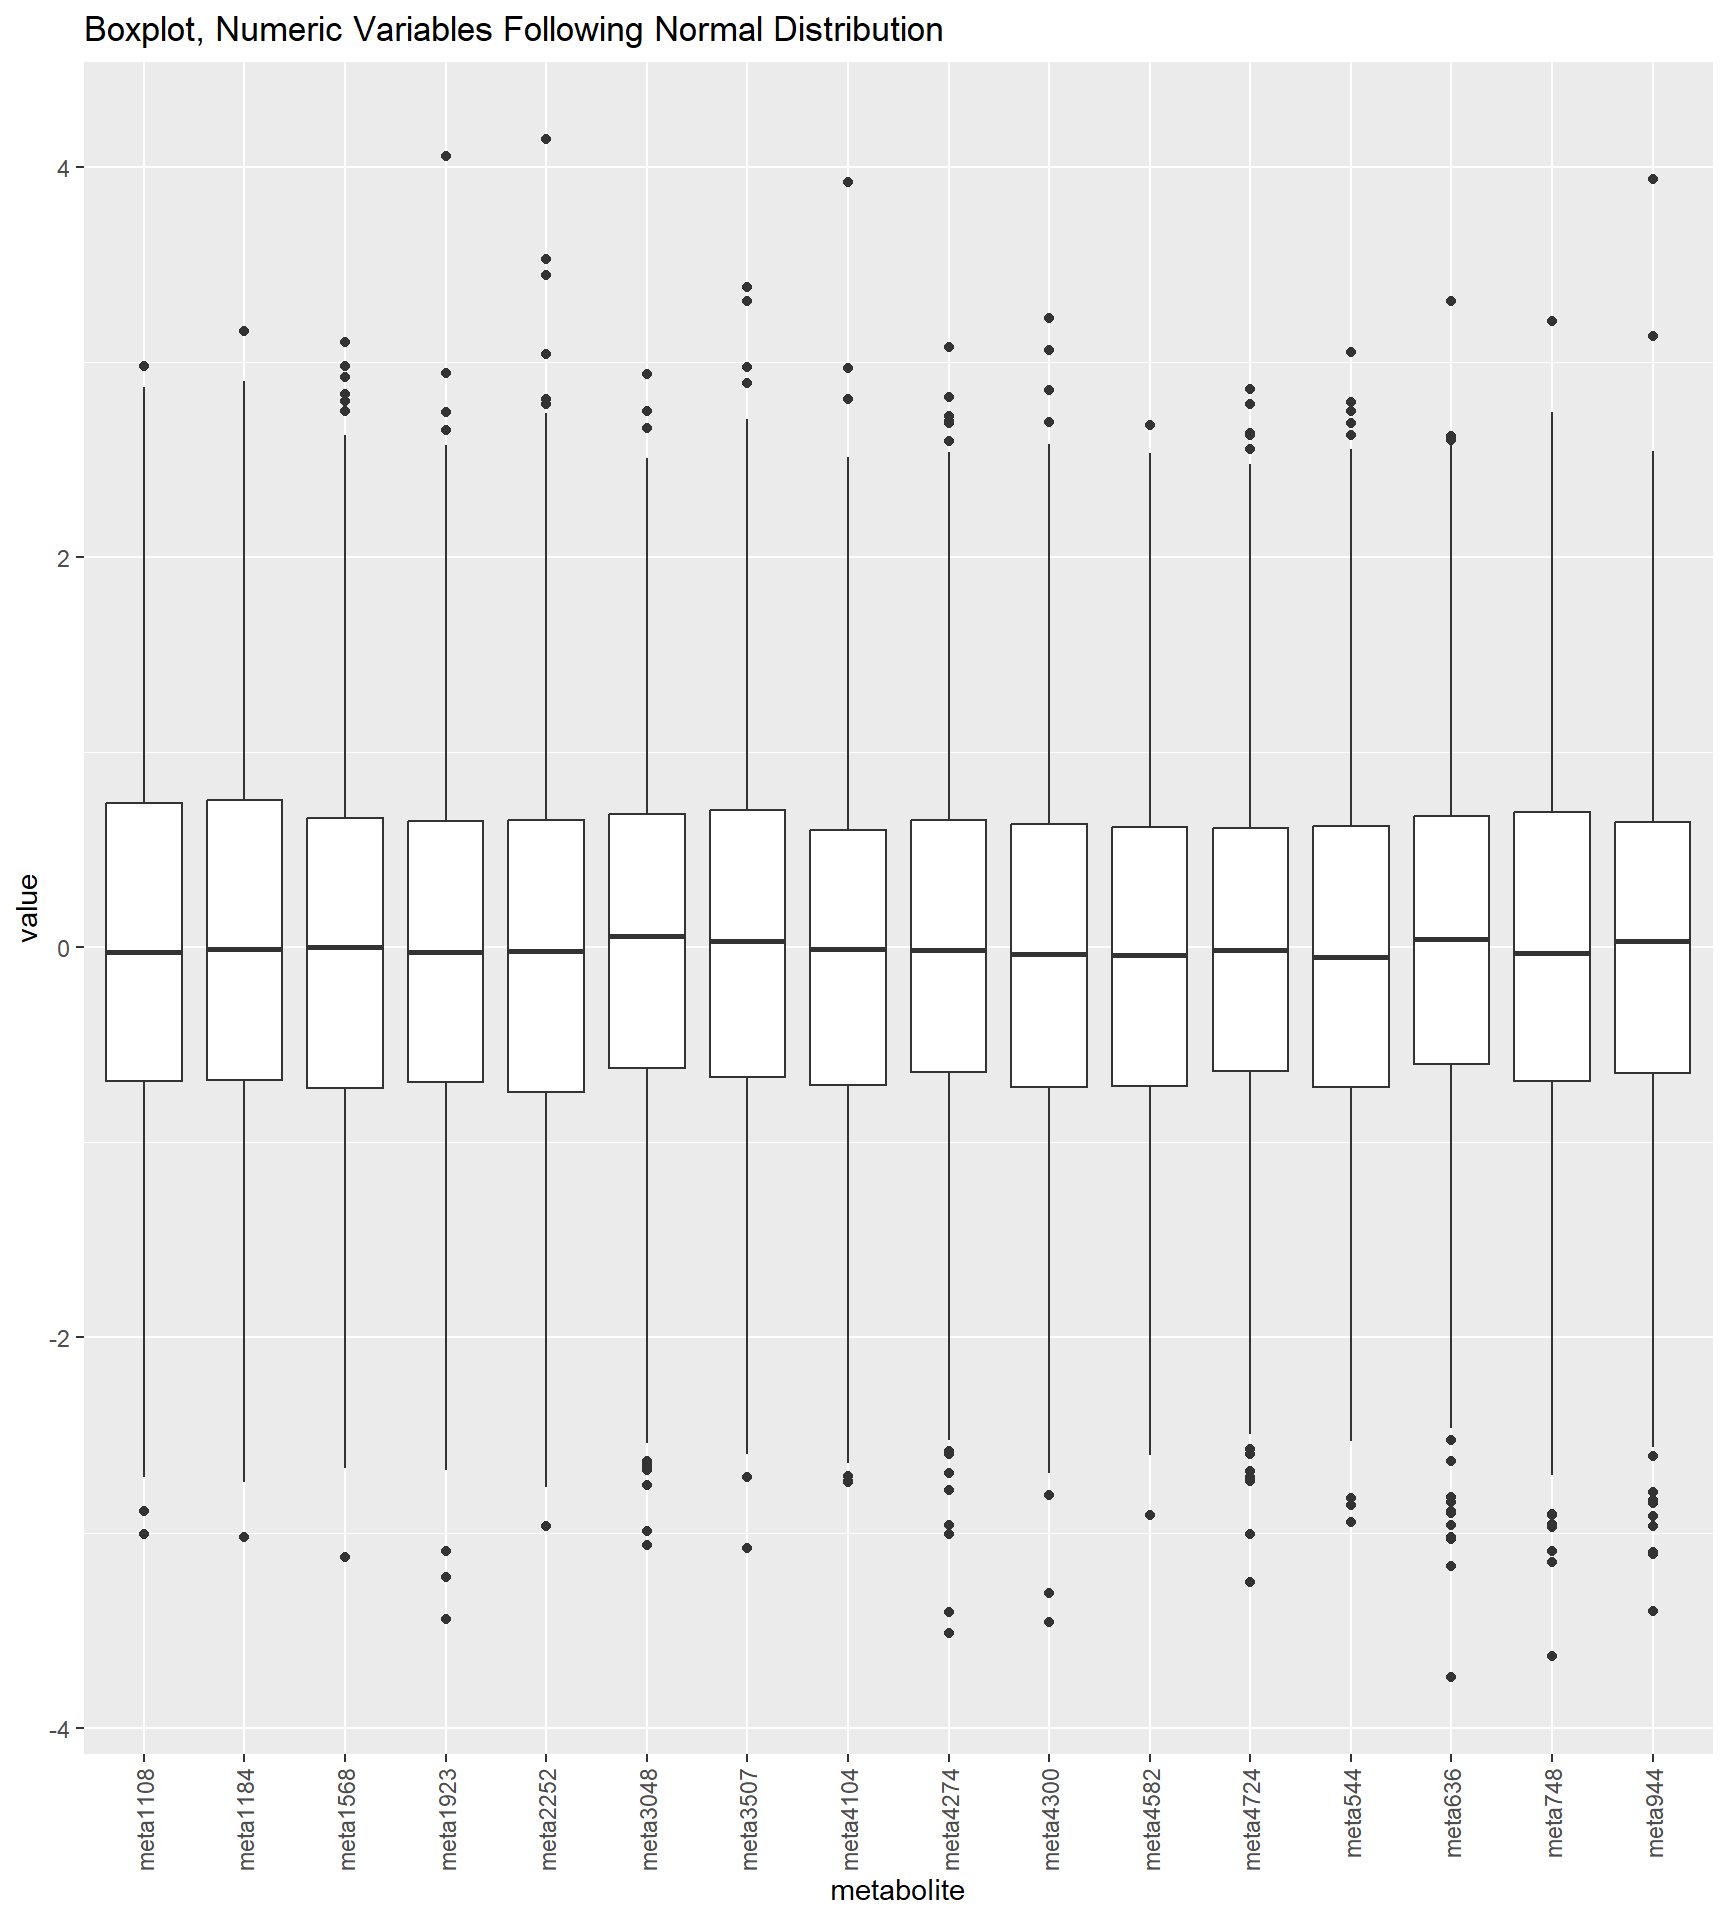 Boxplot, Numeric Variables Following Normal Distribution
value
4
2
0
-2
-4
meta1108
meta1184
meta1568
meta1923
meta2252
meta3048
meta3507
meta4104
meta4274
meta4300
meta4582
meta4724
meta544
meta636
meta748
meta944
metabolite